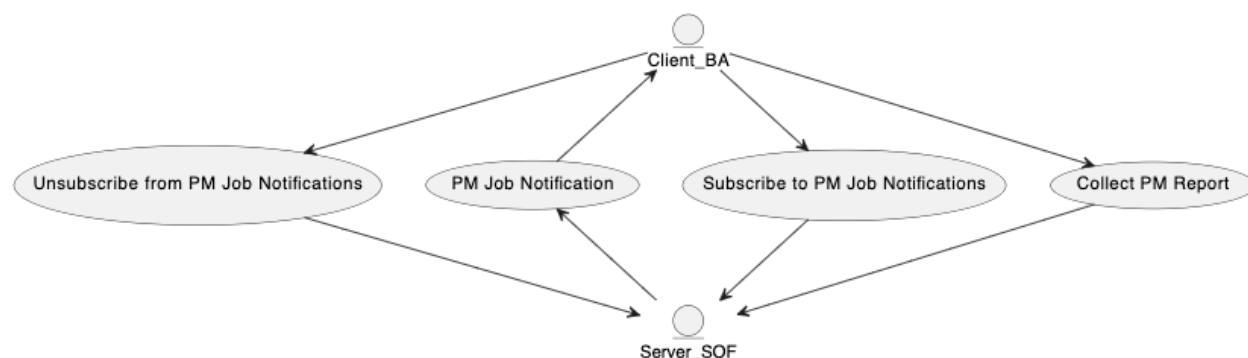 Client_BA
Unsubscribe from PM Job Notifications
PM Job Notification
Subscribe to PM Job Notifications
Collect PM Report
Server_SOF